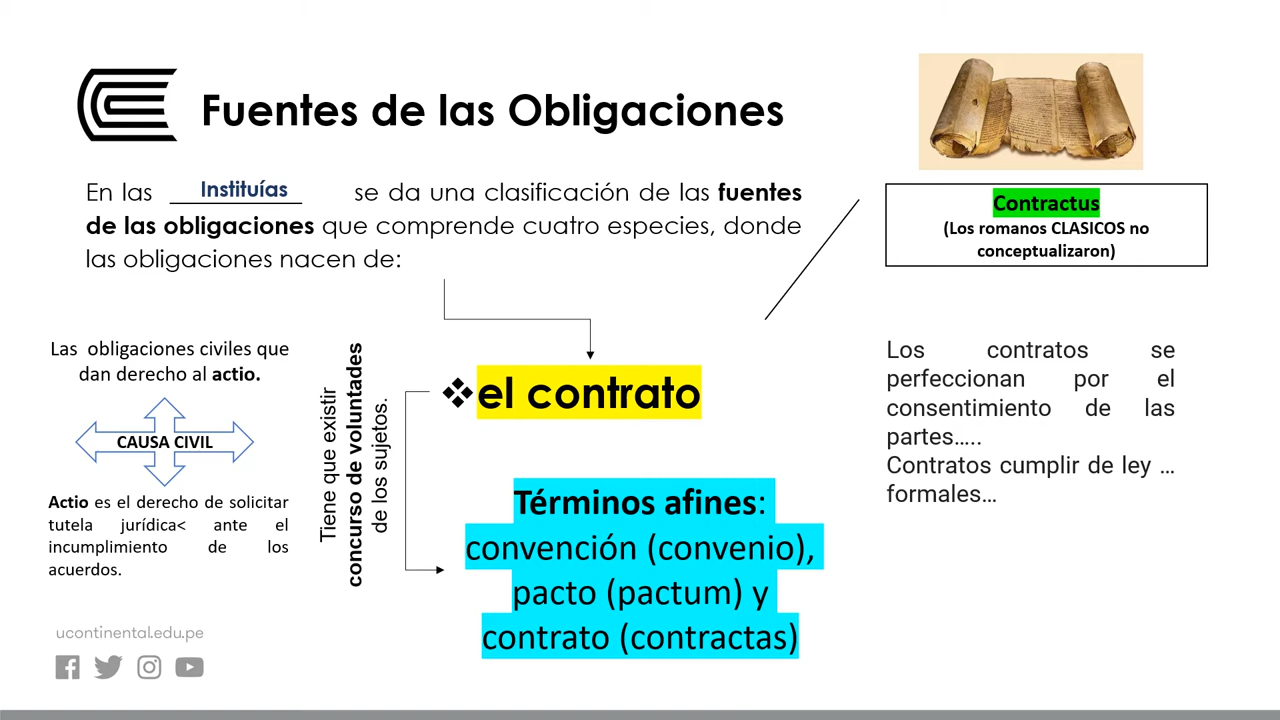 Fuentes de las Obligaciones
En las Instituías se da una clasificación de las fuentes
de las obligaciones que comprende cuatro especies, donde
las obligaciones nacen de:
Contractus
(Los romanos CLASICOS no
conceptualizaron)
Las obligaciones civiles que
dan derecho al actio.
CAUSA CIVIL
Actio es el derecho de solicitar
tutela jurídica< ante el
incumplimiento de los
acuerdos.
Tiene que existir
concurso de voluntades
de los sujetos.
❖el contrato
Términos afines:
convención (convenio),
pacto (pactum) y
contrato (contractas)
Los contratos se
perfeccionan por el
consentimiento de las
partes…..
Contratos cumplir de ley …
formales…
ucontinental.edu.pe